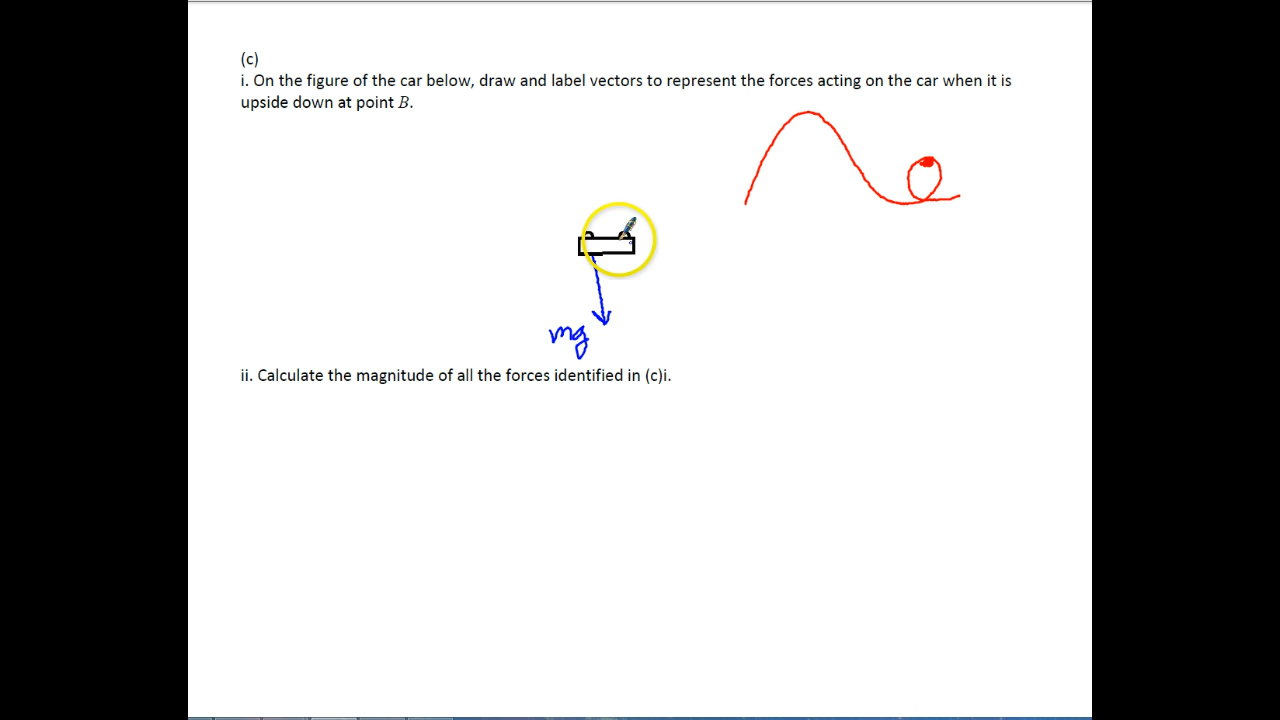 (c)
i. On the figure of the car below, draw and label vectors to represent the forces acting on the car when it is
upside down at point B.
mg
ii. Calculate the magnitude of all the forces identified in (c)i.